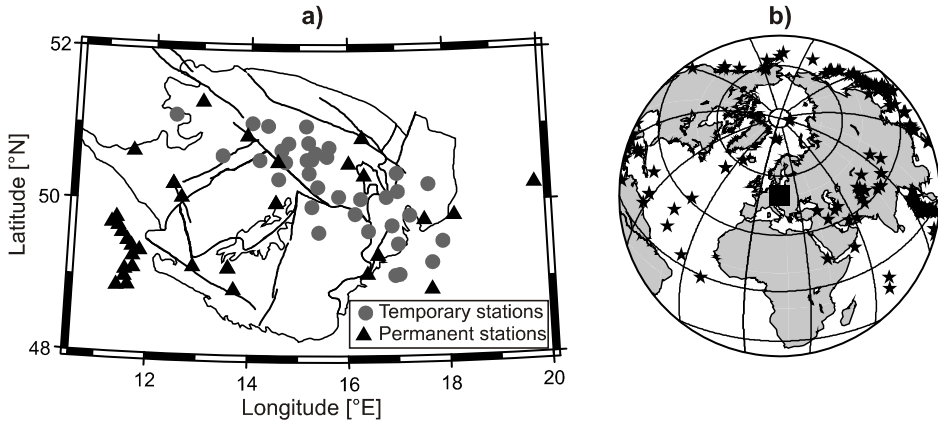 a)
b)
52
50
48
Latitude [°N]
12
14
16
18
20
Longitude [°E]
Temporary stations
Permanent stations